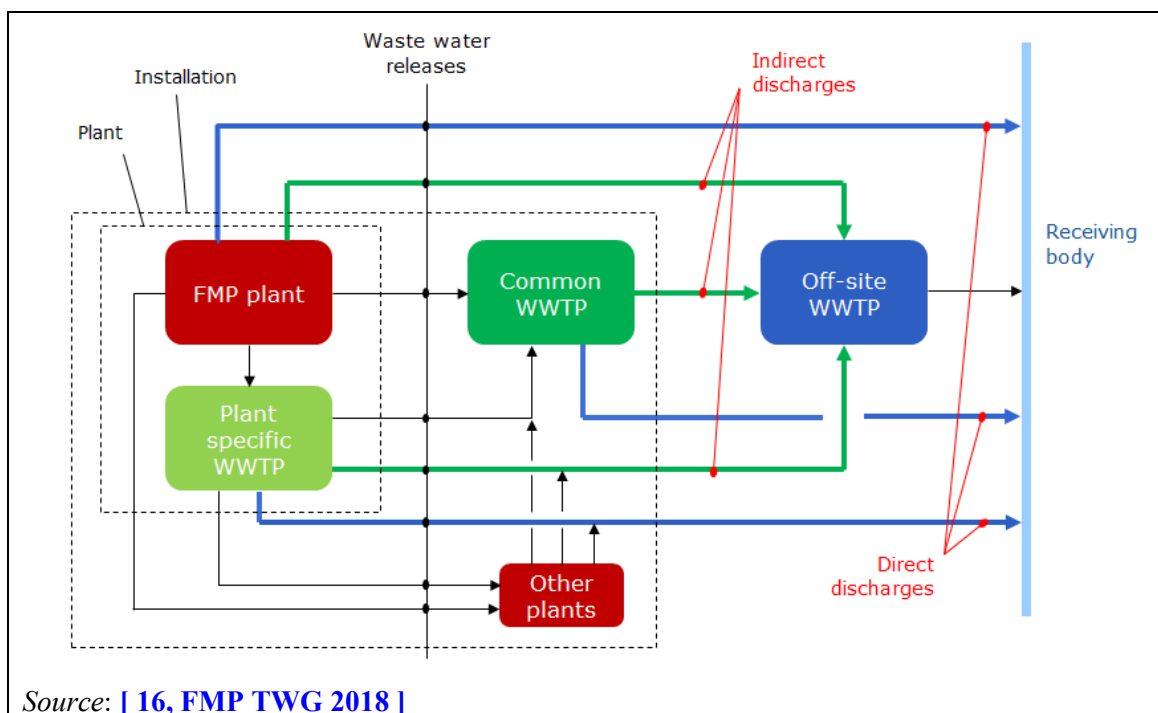 Waste water
releases
Installation
Indirect
discharges
Plant
Receiving
body
FMP plant
Common
WWTP
Off-site
WWTP
Plant
specific
WWTP
Other
plants
Direct
discharges
Source: [ 16, FMP TWG 2018 ]